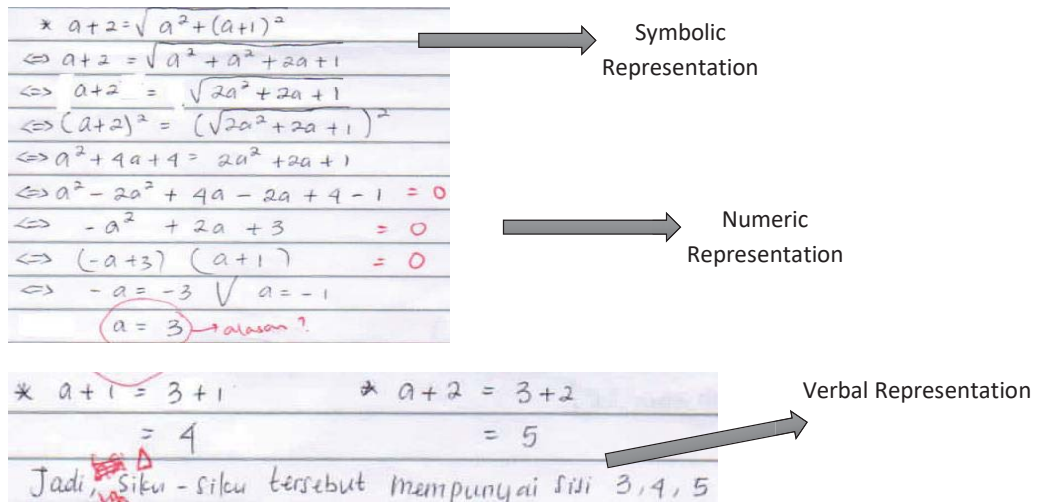 * a+2=√a²+(a+1)²
Symbolic
Representation
<=> a+2 = √a²+a²+2a+1
<=> a+2 = √2a²+2a+1
<=> (a+2)² = (√2a²+2a+1)²
<=> a²+4a+4 = 2a²+2a+1
<=> a²-2a²+4a-2a+4-1 = 0
<=> -a² + 2a + 3 = 0
Numeric
Representation
<=> (-a+3) (a+1) = 0
<=> -a = -3 V a = -1
a = 3 → alasan ?
* a+1 = 3+1 * a+2 = 3+2
Verbal Representation
= 4 = 5
Jadi, Δ siku-siku tersebut mempunyai sisi 3,4,5